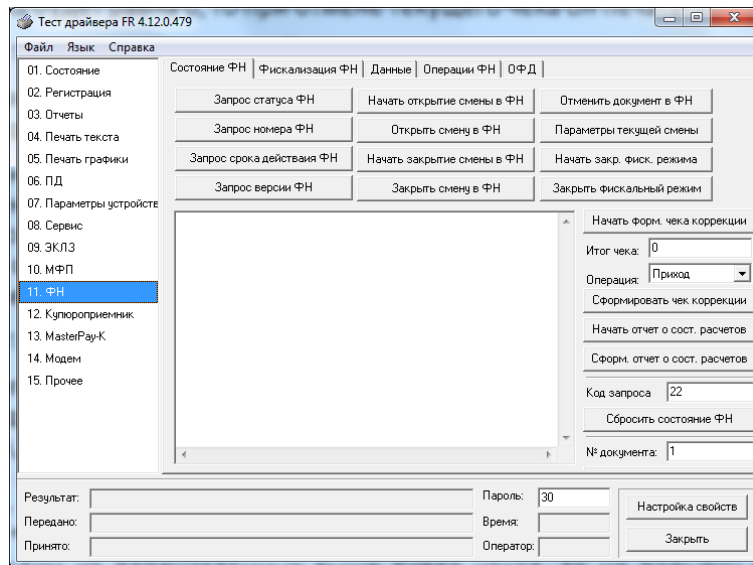 Тест драйвера FR 4.12.0.479
Файл Язык Справка
01. Состояние
02. Регистрация
03. Отчеты
04. Печать текста
05. Печать графики
06. ПД
07. Параметры устройств
08. Сервис
09. ЭКЛЗ
10. МФП
11. ФН
12. Купюроприемник
13. MasterPay-K
14. Модем
15. Прочее
Состояние ФН Фискализация ФН Данные Операции ФН ОФД
Запрос статуса ФН Начать открытие смены в ФН Отменить документ в ФН
Запрос номера ФН Открыть смену в ФН Параметры текущей смены
Запрос срока действаия ФН Начать закрытие смены в ФН Начать закр. фиск. режима
Запрос версии ФН Закрыть смену в ФН Закрыть фискальный режим
Начать форм. чека коррекции
Итог чека: 0
Операция: Приход
Сформировать чек коррекции
Начать отчет о сост. расчетов
Сформ. отчет о сост. расчетов
Код запроса 22
Сбросить состояние ФН
№ документа: 1
Результат: Пароль: 30
Передано: Время:
Принято: Оператор:
Настройка свойств
Закрыть